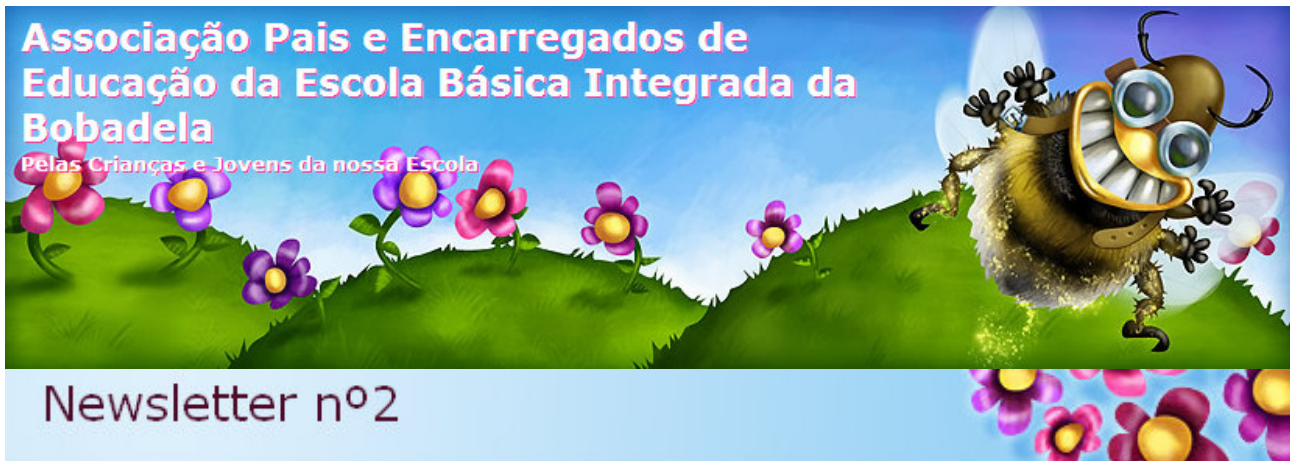 Associação Pais e Encarregados de
Educação da Escola Básica Integrada da
Bobadela
Pelas Crianças e Jovens da nossa Escola
Newsletter nº2